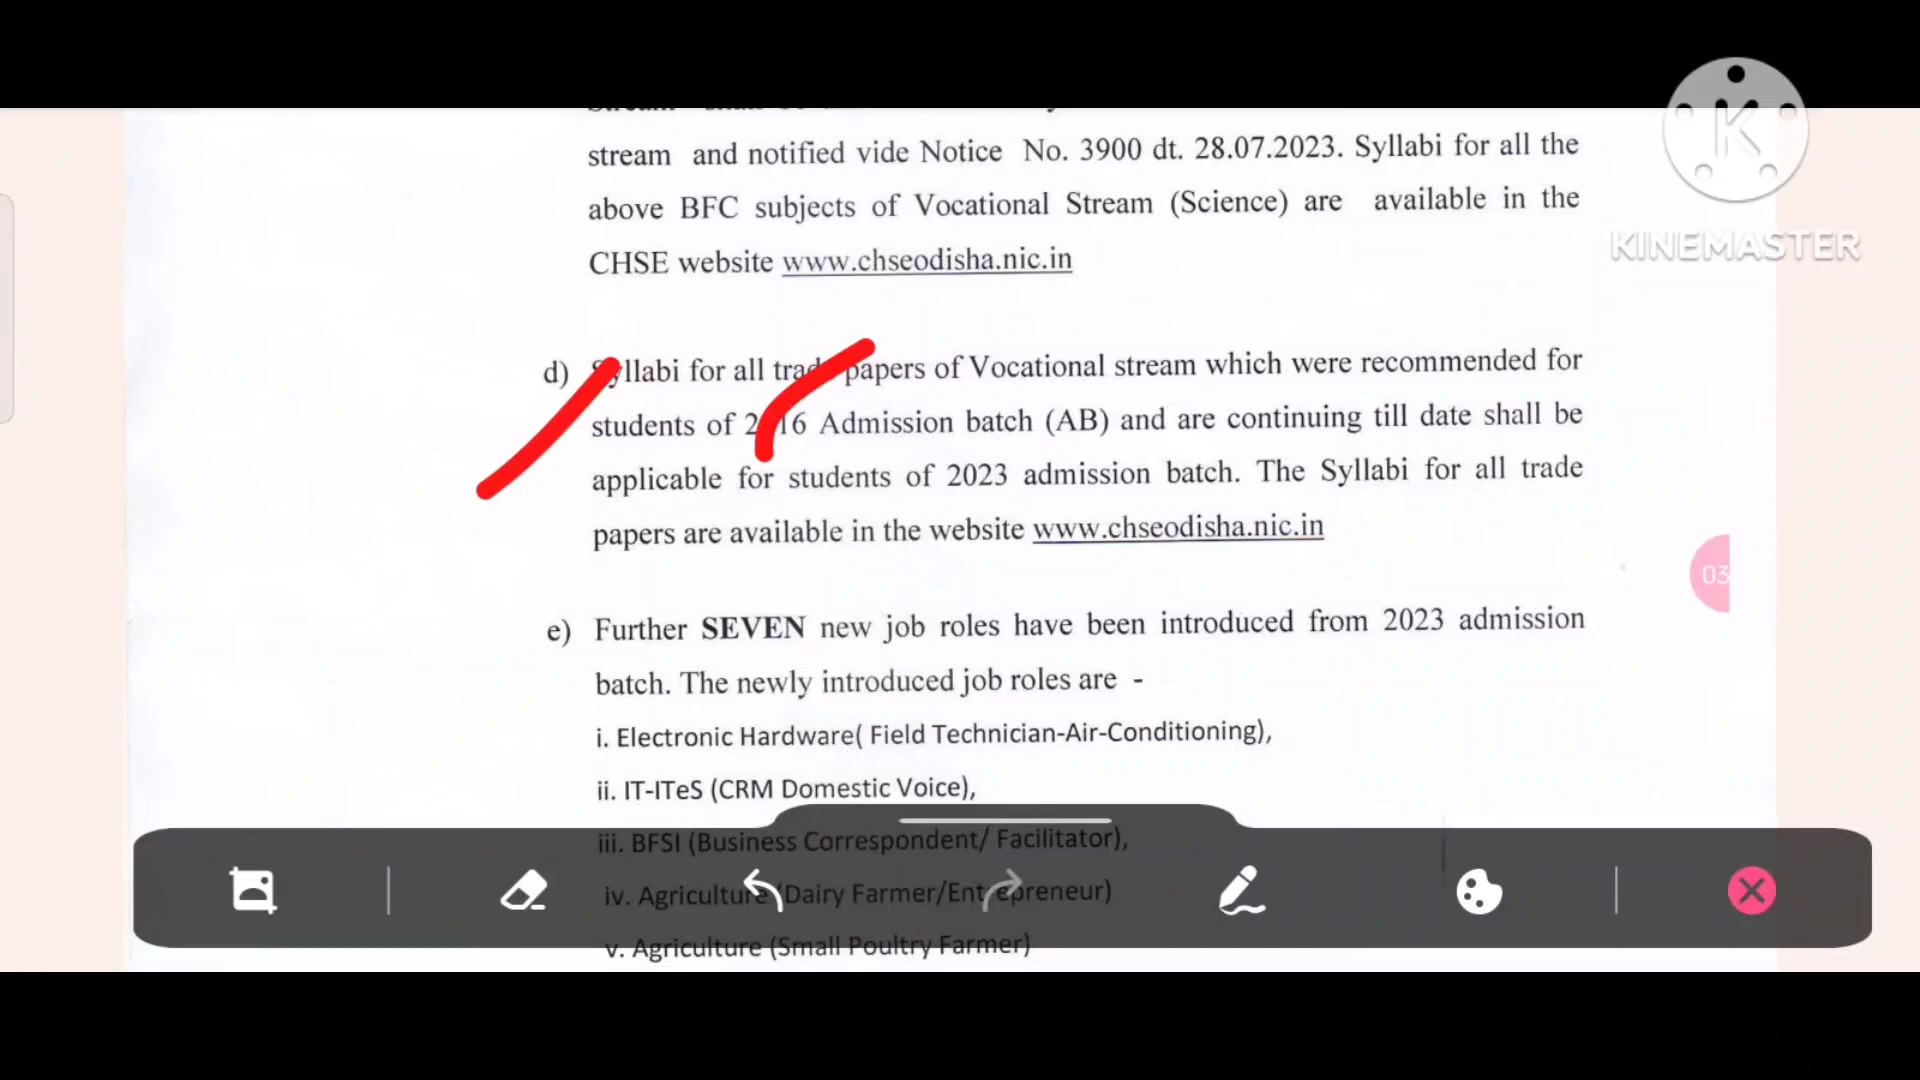 stream and notified vide Notice No. 3900 dt. 28.07.2023. Syllabi for all the
above BFC subjects of Vocational Stream (Science) are available in the
CHSE website www.chseodisha.nic.in
d) Syllabi for all trade papers of Vocational stream which were recommended for
students of 2016 Admission batch (AB) and are continuing till date shall be
applicable for students of 2023 admission batch. The Syllabi for all trade
papers are available in the website www.chseodisha.nic.in
e) Further SEVEN new job roles have been introduced from 2023 admission
batch. The newly introduced job roles are -
i. Electronic Hardware( Field Technician-Air-Conditioning),
ii. IT-ITeS (CRM Domestic Voice),
iii. BFSI (Business Correspondent/ Facilitator),
iv. Agriculture (Dairy Farmer/Entrepreneur)
v. Agriculture (Small Poultry Farmer)
K
KINEMASTER
03